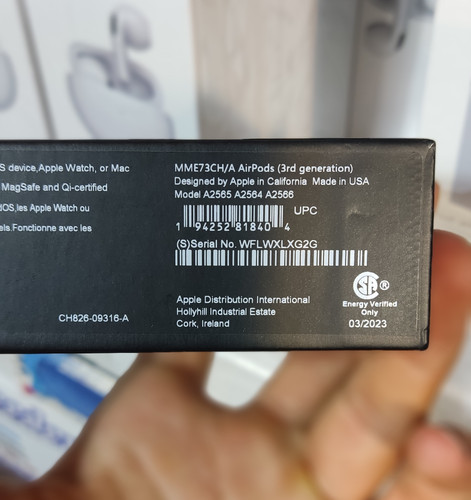 S device,Apple Watch, or Mac
MagSafe and Qi-certified
dOS,les Apple Watch ou
els.Fonctionne avec les
CH826-09316-A
MME73CH/A AirPods (3rd generation)
Designed by Apple in California Made in USA
Model A2565 A2564 A2566
UPC
1 94252 81840 4
(S)Serial No. WFLWXLXG2G
Apple Distribution International
Hollyhill Industrial Estate
Cork, Ireland
SA ®
Energy Verified
Only
03/2023